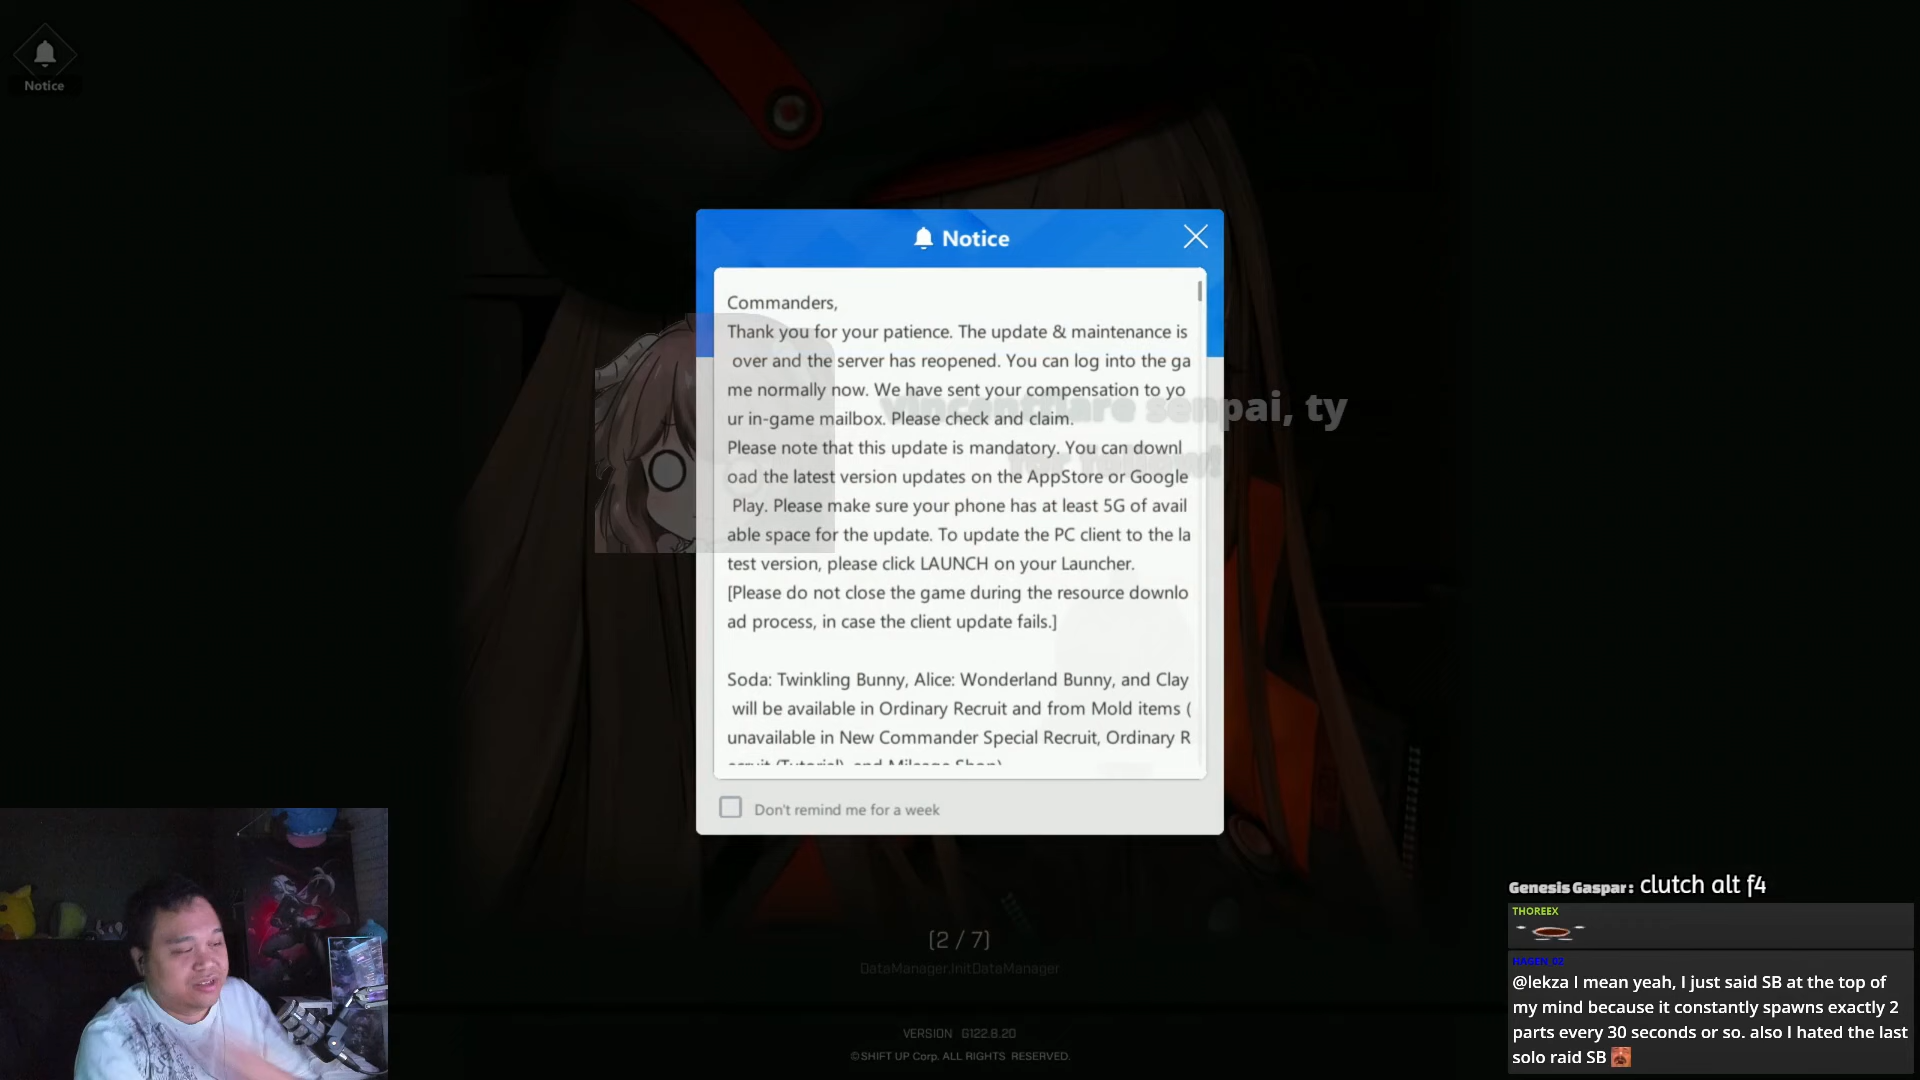 Notice
Notice
Commanders,
Thank you for your patience. The update & maintenance is
over and the server has reopened. You can log into the ga
me normally now. We have sent your compensation to yo
ur in-game mailbox. Please check and claim.
senpai, ty
Please note that this update is mandatory. You can downl
oad the latest version updates on the AppStore or Google
Play. Please make sure your phone has at least 5G of avail
able space for the update. To update the PC client to the la
test version, please click LAUNCH on your Launcher.
[Please do not close the game during the resource downlo
ad process, in case the client update fails.]
Soda: Twinkling Bunny, Alice: Wonderland Bunny, and Clay
will be available in Ordinary Recruit and from Mold items (
unavailable in New Commander Special Recruit, Ordinary R
ecruit (Tutorial), and Mileage Shop)
Don't remind me for a week
(2 / 7)
DataManager.InitDataManager
VERSION G122.8.20
©SHIFT UP Corp. ALL RIGHTS RESERVED.
Genesis Gaspar: clutch alt f4
THOREEX
HAGEN_02
@lekza I mean yeah, I just said SB at the top of
my mind because it constantly spawns exactly 2
parts every 30 seconds or so. also I hated the last
solo raid SB